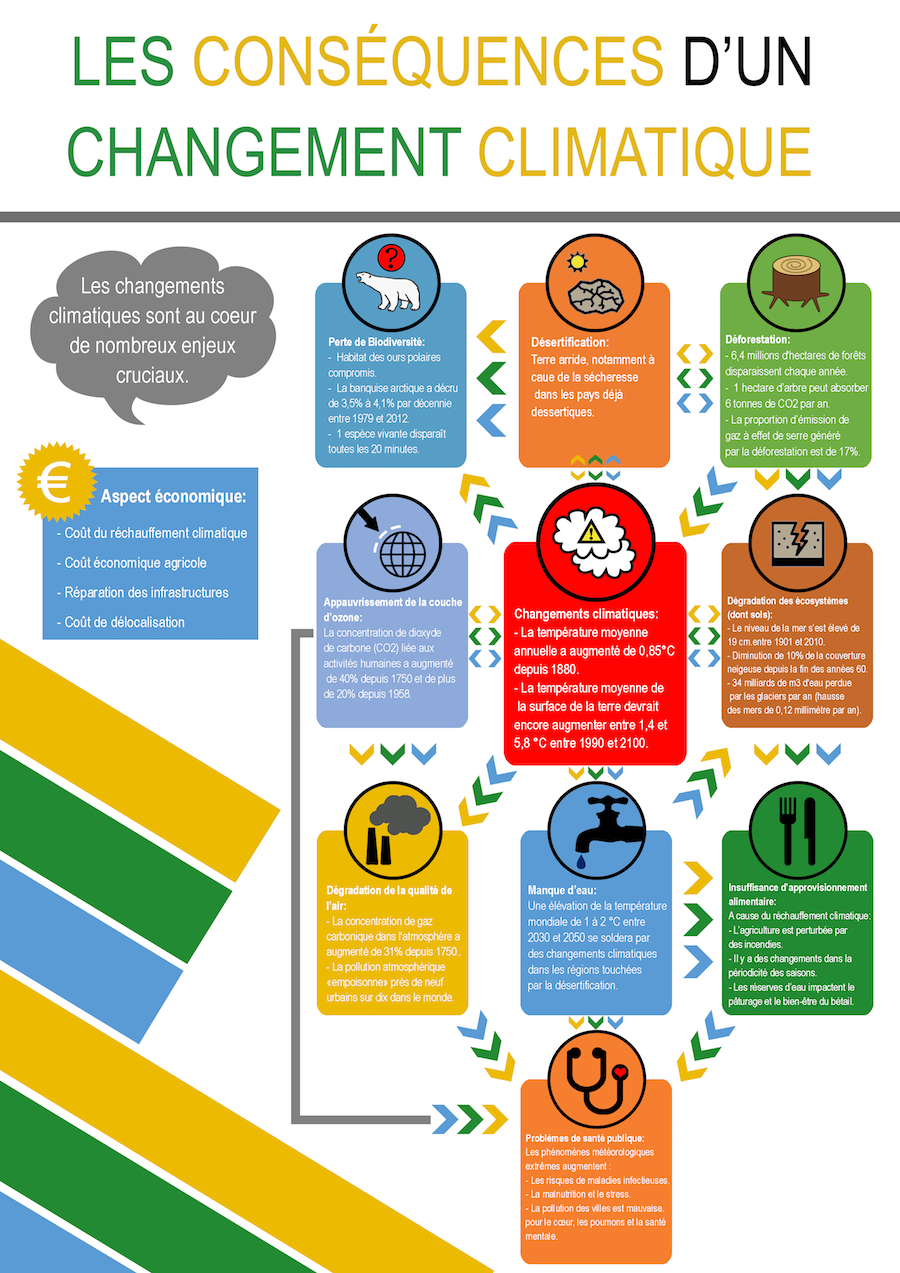 LES CONSÉQUENCES D'UN
CHANGEMENT CLIMATIQUE
Les changements
climatiques sont au coeur
de nombreux enjeux
cruciaux.
€
Aspect économique:
- Coût du réchauffement climatique
- Coût économique agricole
- Réparation des infrastructures
- Coût de délocalisation
?
Perte de Biodiversité:
- Habitat des ours polaires
compromis.
- La banquise arctique a décru
de 3,5% à 4,1% par décennie
entre 1979 et 2012.
- 1 espèce vivante disparaît
toutes les 20 minutes.
Désertification:
Terre arride, notamment à
caue de la sécheresse
dans les pays déjà
dessertiques.
Déforestation:
- 6,4 millions d'hectares de forêts
disparaissent chaque année.
- 1 hectare d'arbre peut absorber
6 tonnes de CO2 par an.
- La proportion d'émission de
gaz à effet de serre généré
par la déforestation est de 17%.
Appauvrissement de la couche
d'ozone:
La concentration de dioxyde
de carbone (CO2) liée aux
activités humaines a augmenté
de 40% depuis 1750 et de plus
de 20% depuis 1958.
!
Changements climatiques:
- La température moyenne
annuelle a augmenté de 0,85°C
depuis 1880.
- La température moyenne de
la surface de la terre devrait
encore augmenter entre 1,4 et
5,8 °C entre 1990 et 2100.
Dégradation des écosystèmes
(dont sols):
- Le niveau de la mer s'est élevé de
19 cm.entre 1901 et 2010.
- Diminution de 10% de la couverture
neigeuse depuis la fin des années 60.
- 34 milliards de m3 d'eau perdue
par les glaciers par an (hausse
des mers de 0,12 millimètre par an).
Dégradation de la qualité de
l'air:
- La concentration de gaz
carbonique dans l'atmosphère a
augmenté de 31% depuis 1750..
- La pollution atmosphérique
«empoisonne» près de neuf
urbains sur dix dans le monde.
Manque d'eau:
Une élévation de la température
mondiale de 1 à 2 °C entre
2030 et 2050 se soldera par
des changements climatiques
dans les régions touchées
par la désertification.
Insuffisance d'approvisionnement
alimentaire:
A cause du réchauffement climatique:
- L'agriculture est perturbée par
des incendies.
- Il y a des changements dans la
périodicité des saisons.
- Les réserves d'eau impactent le
pâturage et le bien-être du bétail.
Problèmes de santé publique:
Les phénomènes météorologiques
extrêmes augmentent :
- Les risques de maladies infectieuses.
- La malnutrition et le stress.
- La pollution des villes est mauvaise.
pour le cœur, les poumons et la santé
mentale.